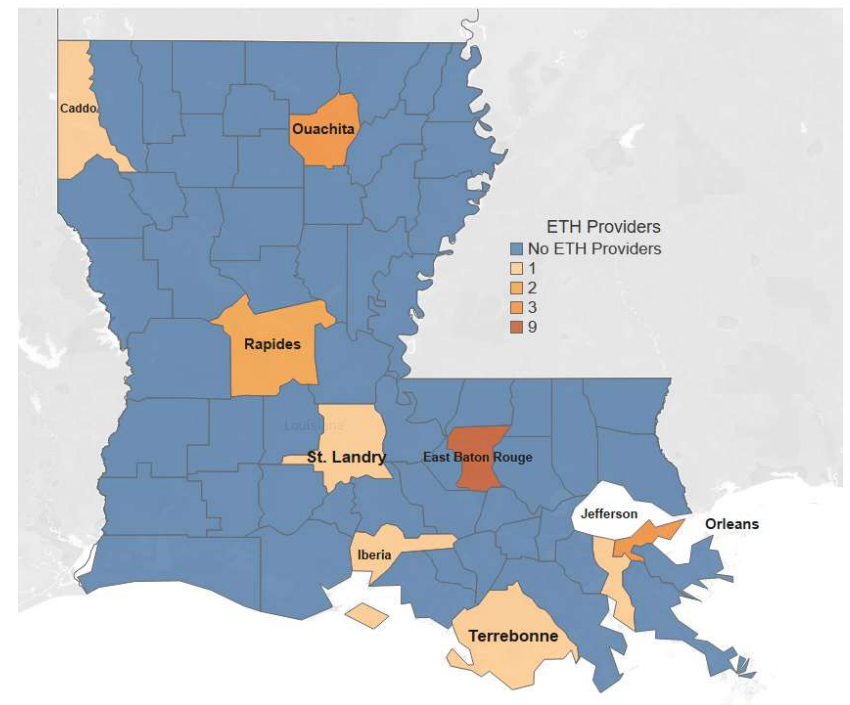 Caddo
Ouachita
ETH Providers
No ETH Providers
1
2
3
9
Rapides
Louisiana
St. Landry
East Baton Rouge
Jefferson
Orleans
Iberia
Terrebonne